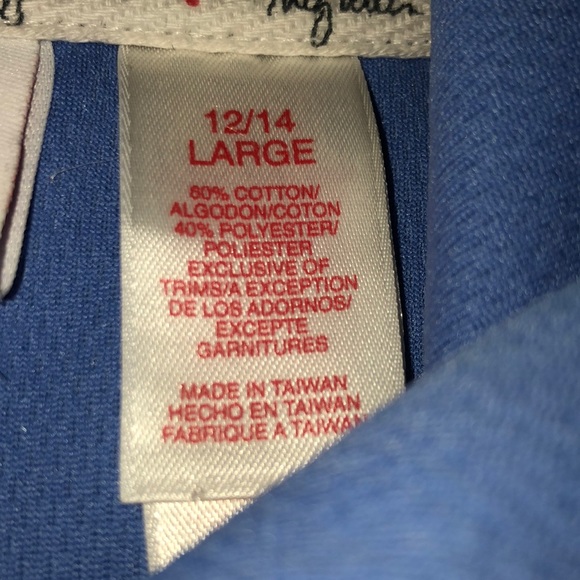 12/14
LARGE
60% COTTON/
ALGODON/COTON
40% POLYESTER/
POLIESTER
EXCLUSIVE OF
TRIMS/A EXCEPTION
DE LOS ADORNOS/
EXCEPTE
GARNITURES
MADE IN TAIWAN
HECHO EN TAIWAN
FABRIQUE A TAIWAN